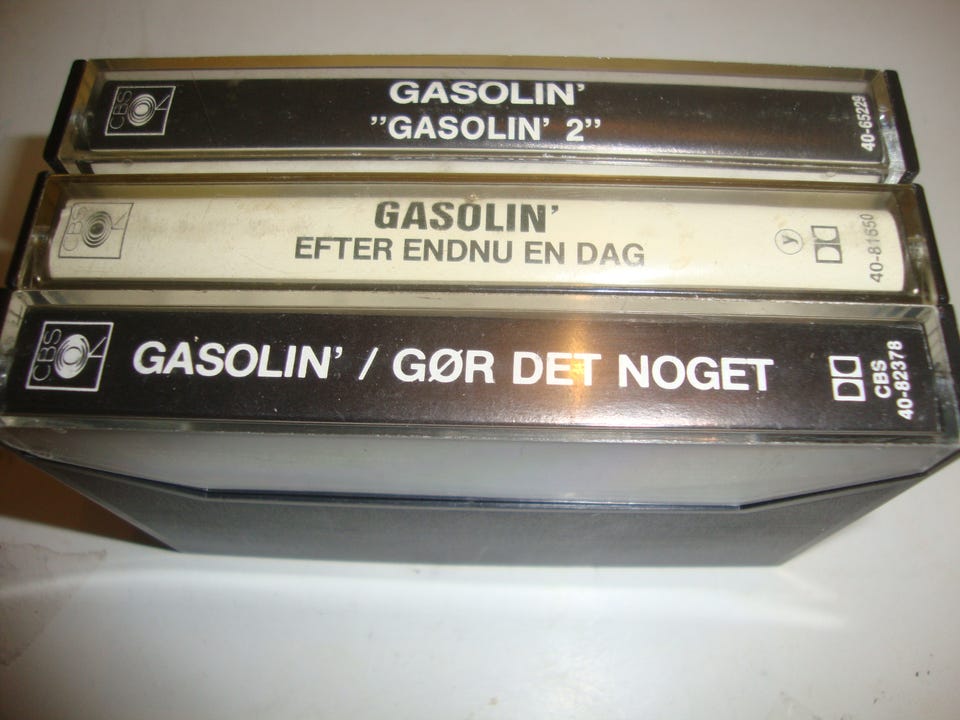 CBS
GASOLIN'
"GASOLIN' 2"
40-65229
CBS
GASOLIN'
EFTER ENDNU EN DAG
y
40-81650
CBS
GASOLIN' / GØR DET NOGET
CBS
40-82378